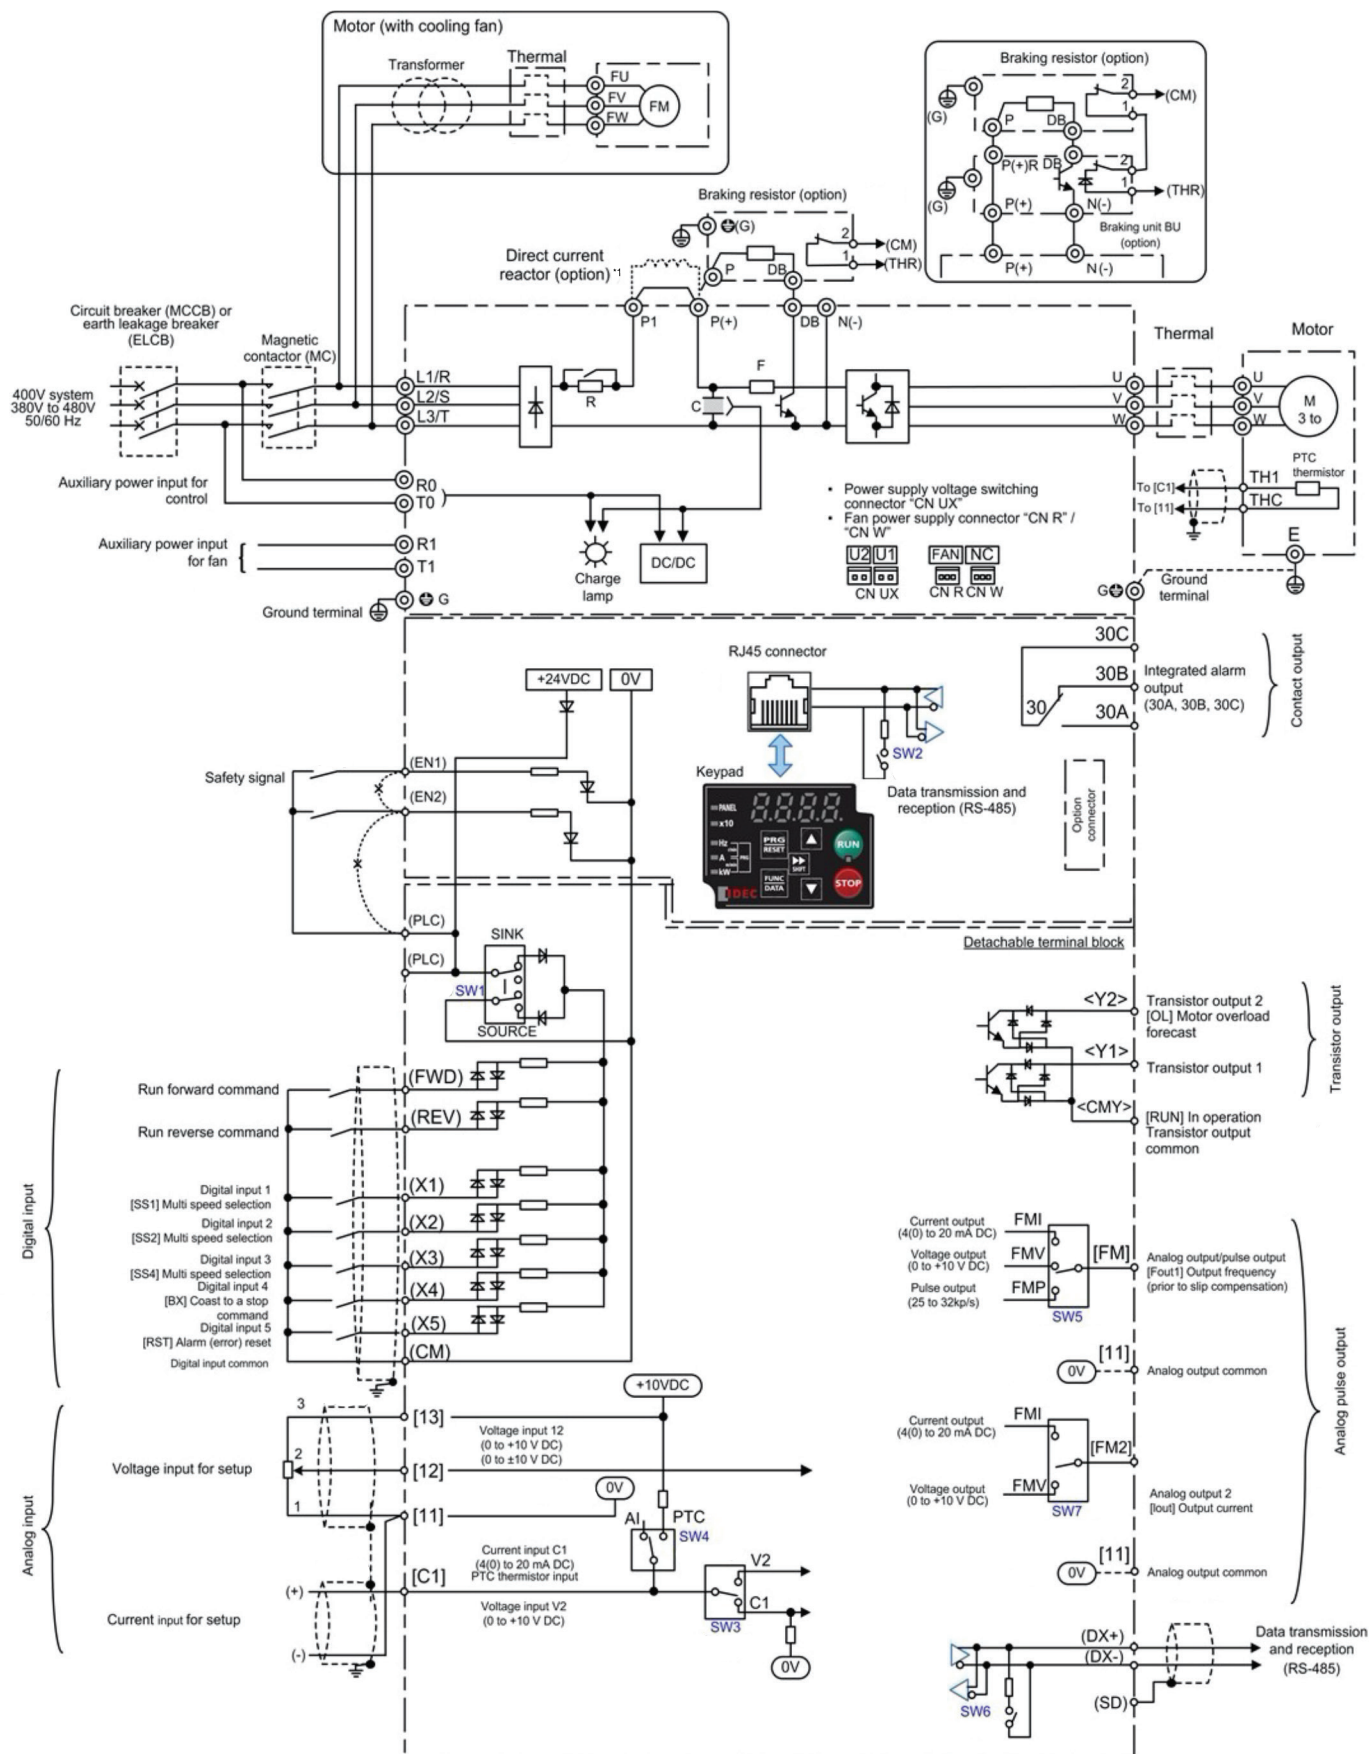 Motor (with cooling fan)
Transformer
Thermal
FU
FV
FW
FM
Braking resistor (option)
2
(CM)
1
(G)
P
DB
P(+)R
DB
2
1
(THR)
(G)
P(+)
N(-)
Braking unit BU
(option)
P(+)
N(-)
Braking resistor (option)
(G)
2
(CM)
1
(THR)
P
DB
Direct current
reactor (option)
P1
P(+)
DB
N(-)
Circuit breaker (MCCB) or
earth leakage breaker
(ELCB)
Magnetic
contactor (MC)
400V system
380V to 480V
50/60 Hz
L1/R
L2/S
L3/T
R
C
F
Thermal
Motor
U
V
W
U
V
W
M
3 to
PTC
thermistor
TH1
THC
To [C1]
To [11]
E
Auxiliary power input for
control
R0
T0
Auxiliary power input
for fan
R1
T1
Ground terminal
G
Charge
lamp
DC/DC
• Power supply voltage switching
connector “CN UX”
• Fan power supply connector “CN R” /
“CN W”
U2 U1
FAN NC
CN UX
CN R CN W
G
Ground
terminal
RJ45 connector
+24VDC
0V
30C
30B
30A
30
Integrated alarm
output
(30A, 30B, 30C)
Contact output
SW2
Keypad
Data transmission and
reception (RS-485)
PANEL
x10
Hz
A
kW
PRG
RESET
RUN
SHIFT
FUNC
DATA
STOP
IDEC
Option
connector
Safety signal
(EN1)
(EN2)
(PLC)
(PLC)
SINK
SW1
SOURCE
Detachable terminal block
<Y2>
Transistor output 2
[OL] Motor overload
forecast
<Y1>
Transistor output 1
<CMY>
[RUN] In operation
Transistor output
common
Transistor output
Digital input
Run forward command
(FWD)
Run reverse command
(REV)
Digital input 1
[SS1] Multi speed selection
(X1)
Digital input 2
[SS2] Multi speed selection
(X2)
Digital input 3
[SS4] Multi speed selection
(X3)
Digital input 4
[BX] Coast to a stop
command
(X4)
Digital input 5
[RST] Alarm (error) reset
(X5)
Digital input common
(CM)
Current output
(4(0) to 20 mA DC)
FMI
Voltage output
(0 to +10 V DC)
FMV
Pulse output
(25 to 32kp/s)
FMP
SW5
[FM]
Analog output/pulse output
[Fout1] Output frequency
(prior to slip compensation)
[11]
0V
Analog output common
Analog pulse output
Current output
(4(0) to 20 mA DC)
FMI
Voltage output
(0 to +10 V DC)
FMV
SW7
[FM2]
Analog output 2
[Iout] Output current
[11]
0V
Analog output common
Analog input
+10VDC
3
[13]
Voltage input 12
(0 to +10 V DC)
(0 to ±10 V DC)
Voltage input for setup
2
[12]
1
[11]
0V
AI
PTC
SW4
Current input C1
(4(0) to 20 mA DC)
PTC thermistor input
[C1]
Voltage input V2
(0 to +10 V DC)
(+)
Current input for setup
(-)
V2
C1
SW3
0V
(DX+)
(DX-)
(SD)
SW6
Data transmission
and reception
(RS-485)